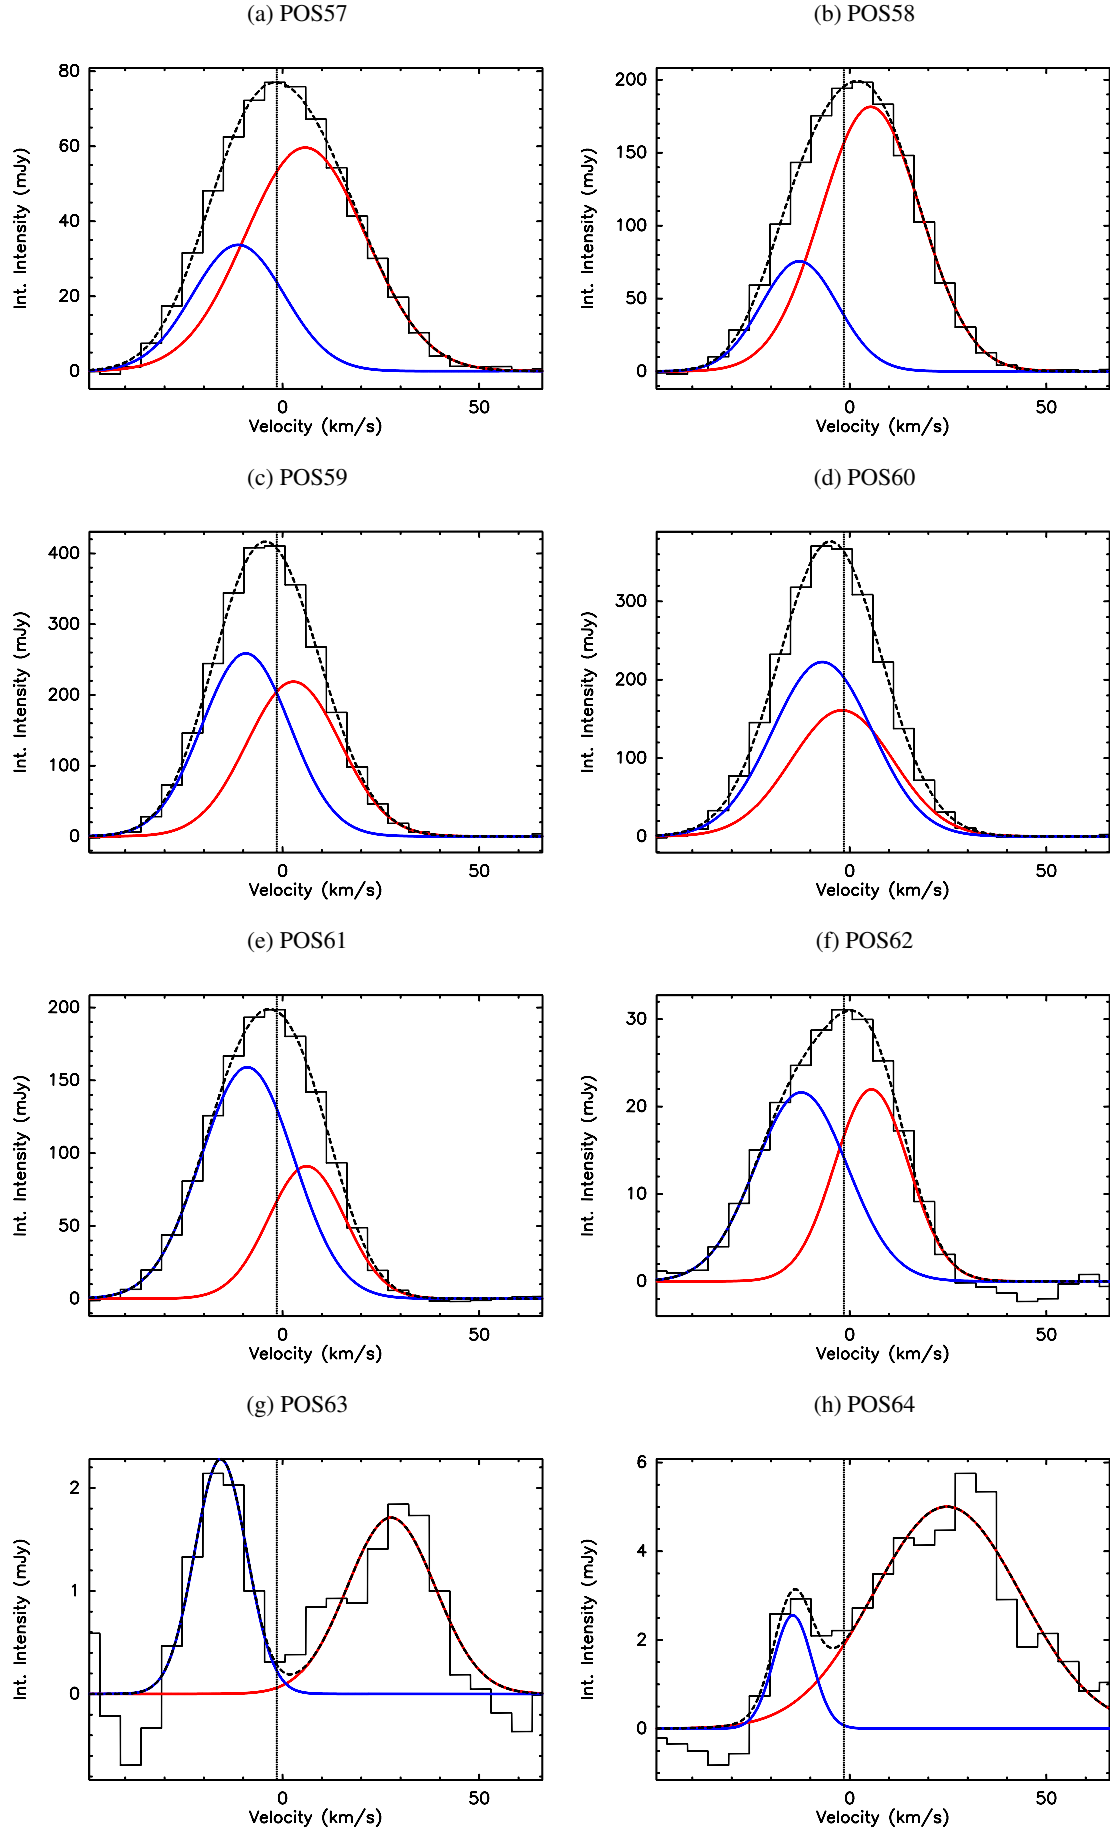 (a) POS57
(b) POS58
80
60
40
20
0
Int. Intensity (mJy)
0
50
Velocity (km/s)
200
150
100
50
0
Int. Intensity (mJy)
0
50
Velocity (km/s)
(c) POS59
(d) POS60
400
300
200
100
0
Int. Intensity (mJy)
0
50
Velocity (km/s)
300
200
100
0
Int. Intensity (mJy)
0
50
Velocity (km/s)
(e) POS61
(f) POS62
200
150
100
50
0
Int. Intensity (mJy)
0
50
Velocity (km/s)
30
20
10
0
Int. Intensity (mJy)
0
50
Velocity (km/s)
(g) POS63
(h) POS64
2
1
0
Int. Intensity (mJy)
0
50
Velocity (km/s)
6
4
2
0
Int. Intensity (mJy)
0
50
Velocity (km/s)